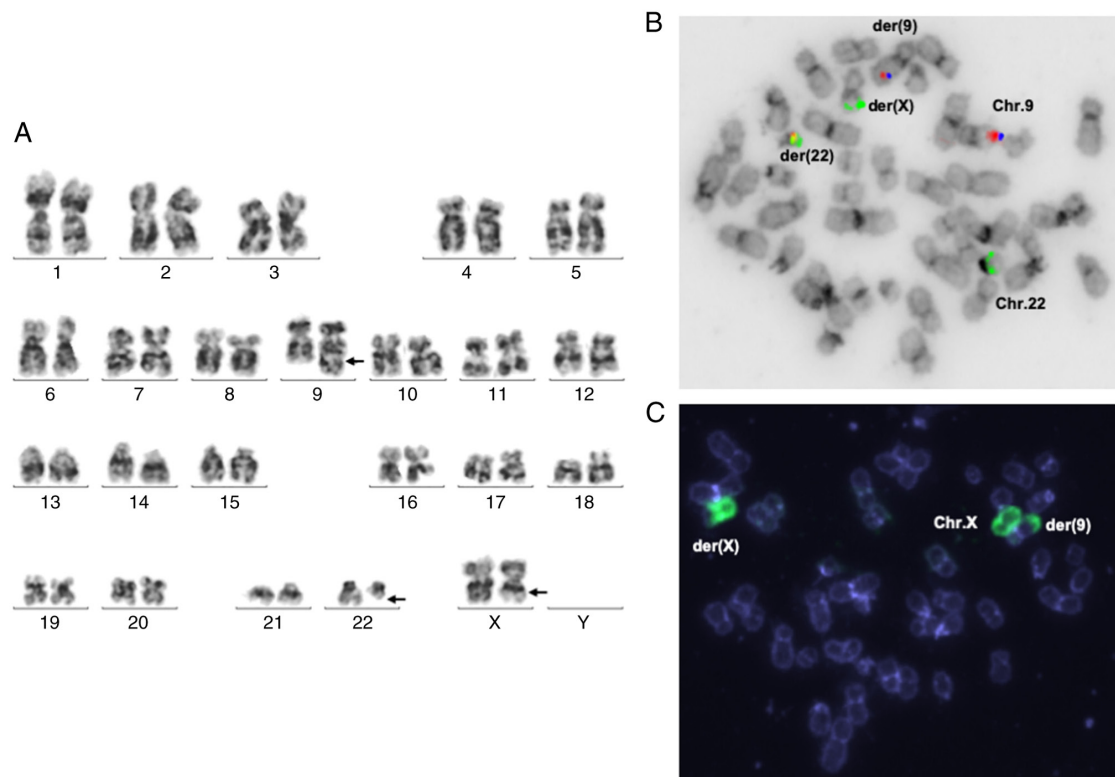 A
1 2 3 4 5
6 7 8 9 10 11 12
13 14 15 16 17 18
19 20 21 22 X Y
B
der(9)
der(X)
Chr.9
der(22)
Chr.22
C
Chr.X
der(9)
der(X)